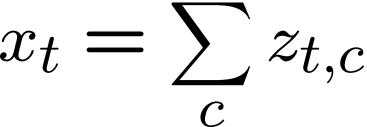 x_t = \sum_c z_{t,c}